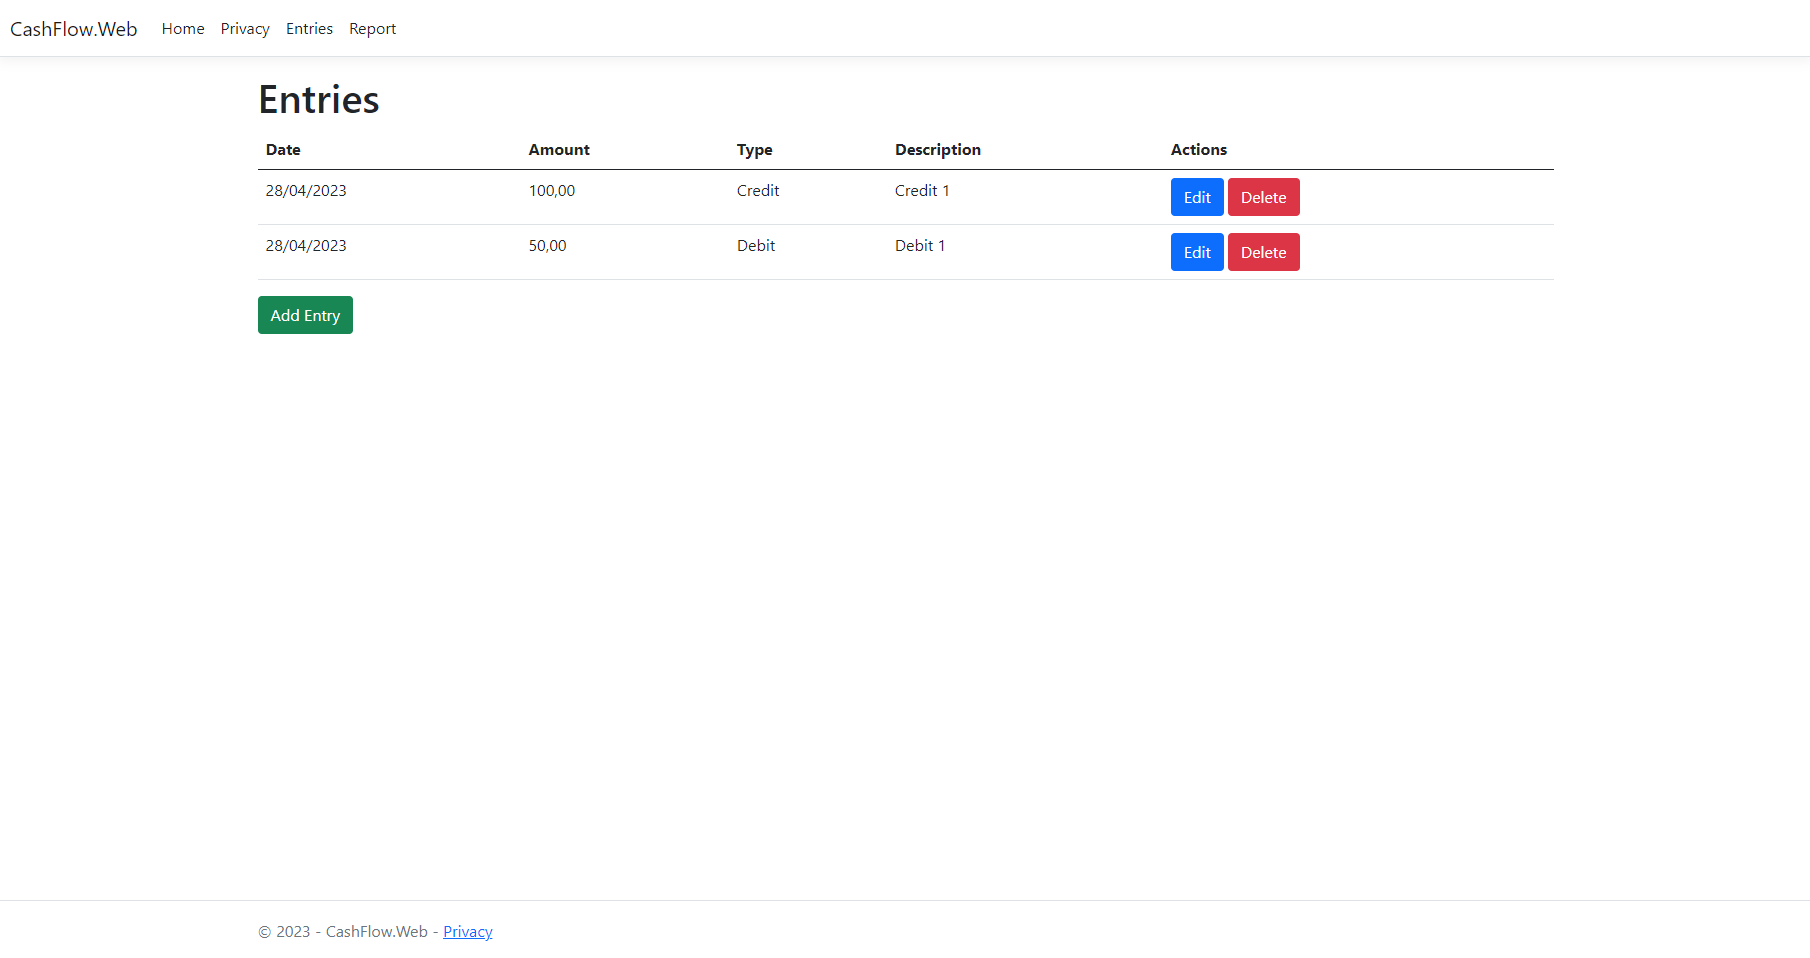 CashFlow.Web Home Privacy Entries Report
Entries
Date Amount Type Description Actions
28/04/2023 100,00 Credit Credit 1 Edit Delete
28/04/2023 50,00 Debit Debit 1 Edit Delete
Add Entry
© 2023 - CashFlow.Web - Privacy